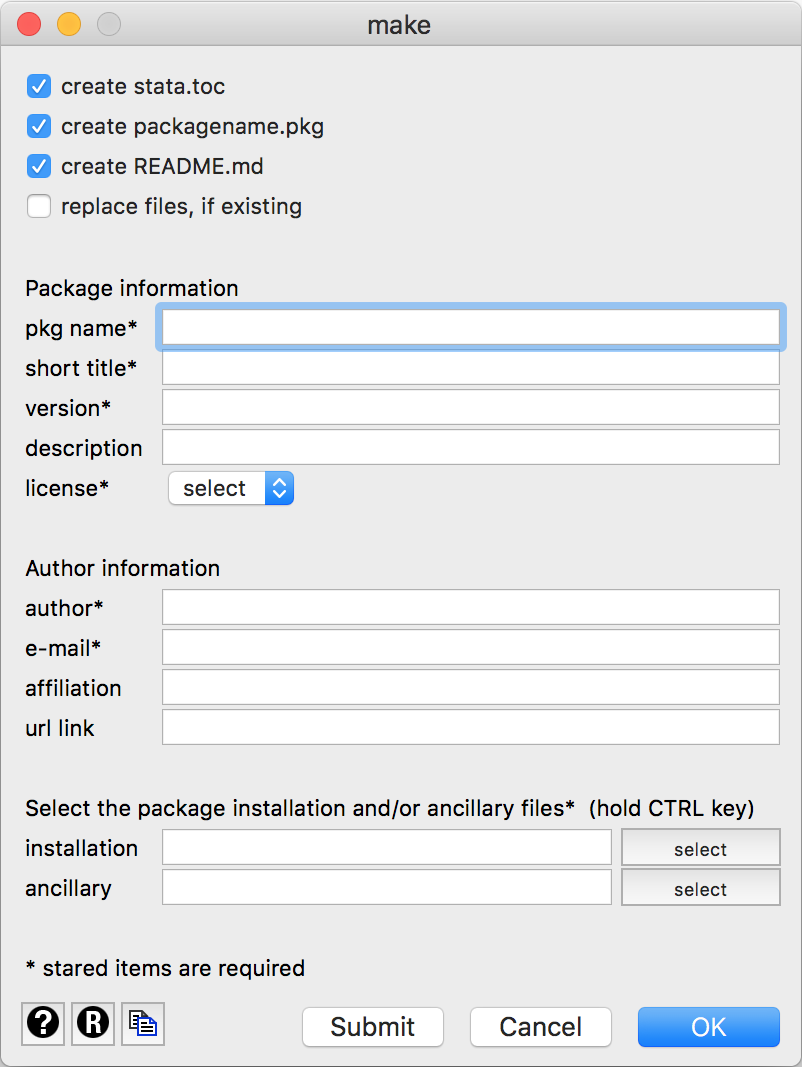 make
create stata.toc
create packagename.pkg
create README.md
replace files, if existing
Package information
pkg name*
short title*
version*
description
license* select
Author information
author*
e-mail*
affiliation
url link
Select the package installation and/or ancillary files* (hold CTRL key)
installation select
ancillary select
* stared items are required
? R Submit Cancel OK